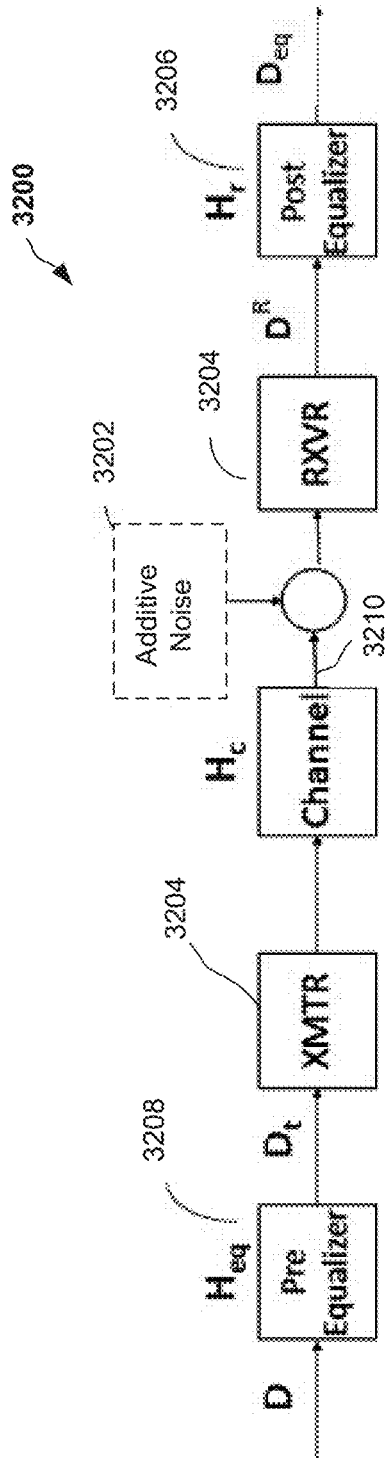 3200
D
H_eq
3208
Pre
Equalizer
D_t
3204
XMTR
H_c
Channel
3210
3202
Additive
Noise
3204
RXVR
D^R
H_r
3206
Post
Equalizer
D_eq